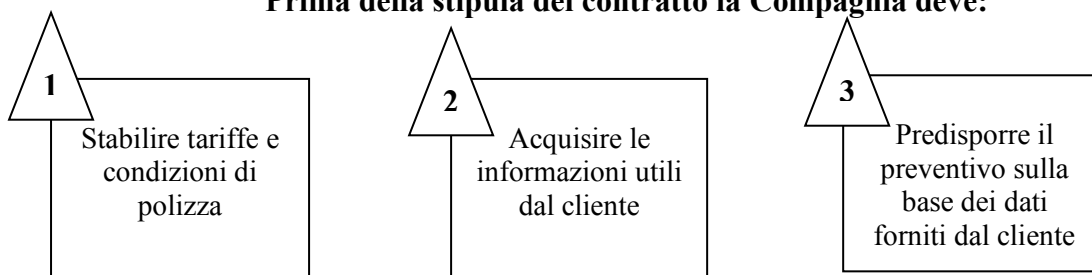 Prima della stipula del contratto la Compagnia deve:
1
Stabilire tariffe e
condizioni di
polizza
2
Acquisire le
informazioni utili
dal cliente
3
Predisporre il
preventivo sulla
base dei dati
forniti dal cliente